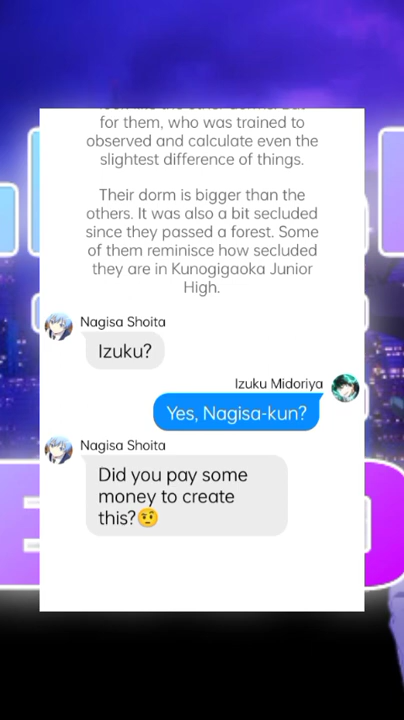 for them, who was trained to
observed and calculate even the
slightest difference of things.
Their dorm is bigger than the
others. It was also a bit secluded
since they passed a forest. Some
of them reminisce how secluded
they are in Kunogigaoka Junior
High.
Nagisa Shoita
Izuku?
Izuku Midoriya
Yes, Nagisa-kun?
Nagisa Shoita
Did you pay some
money to create
this?🤨